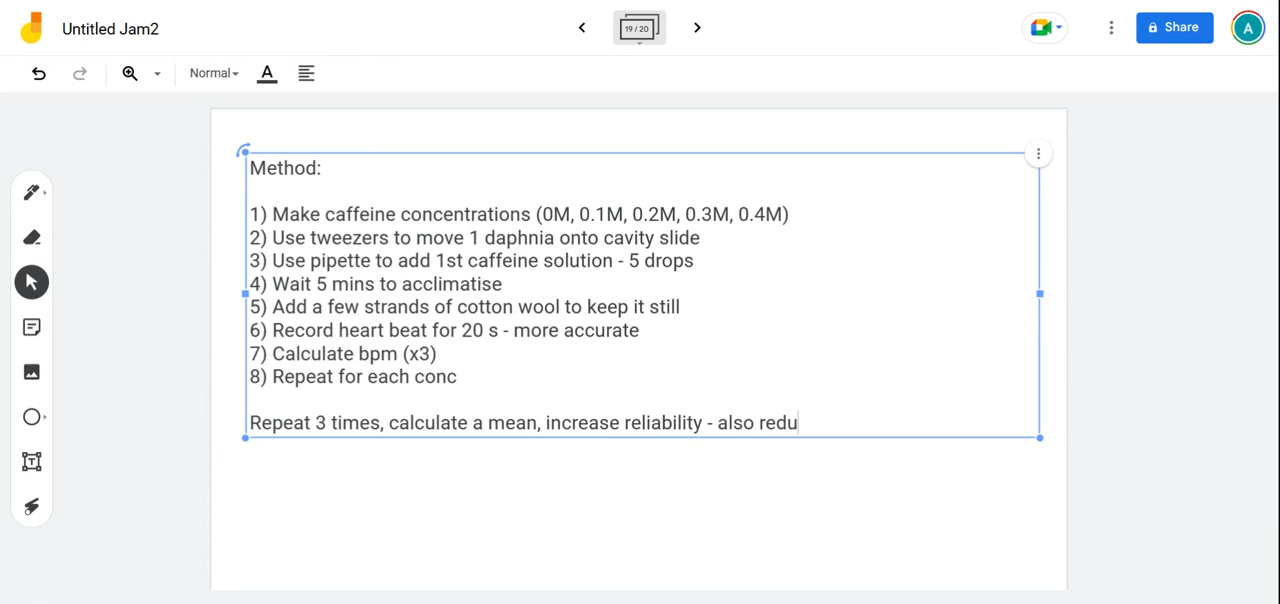 Untitled Jam2
19 / 20
Share
A
Normal
A
Method:
1) Make caffeine concentrations (0M, 0.1M, 0.2M, 0.3M, 0.4M)
2) Use tweezers to move 1 daphnia onto cavity slide
3) Use pipette to add 1st caffeine solution - 5 drops
4) Wait 5 mins to acclimatise
5) Add a few strands of cotton wool to keep it still
6) Record heart beat for 20 s - more accurate
7) Calculate bpm (x3)
8) Repeat for each conc
Repeat 3 times, calculate a mean, increase reliability - also redu